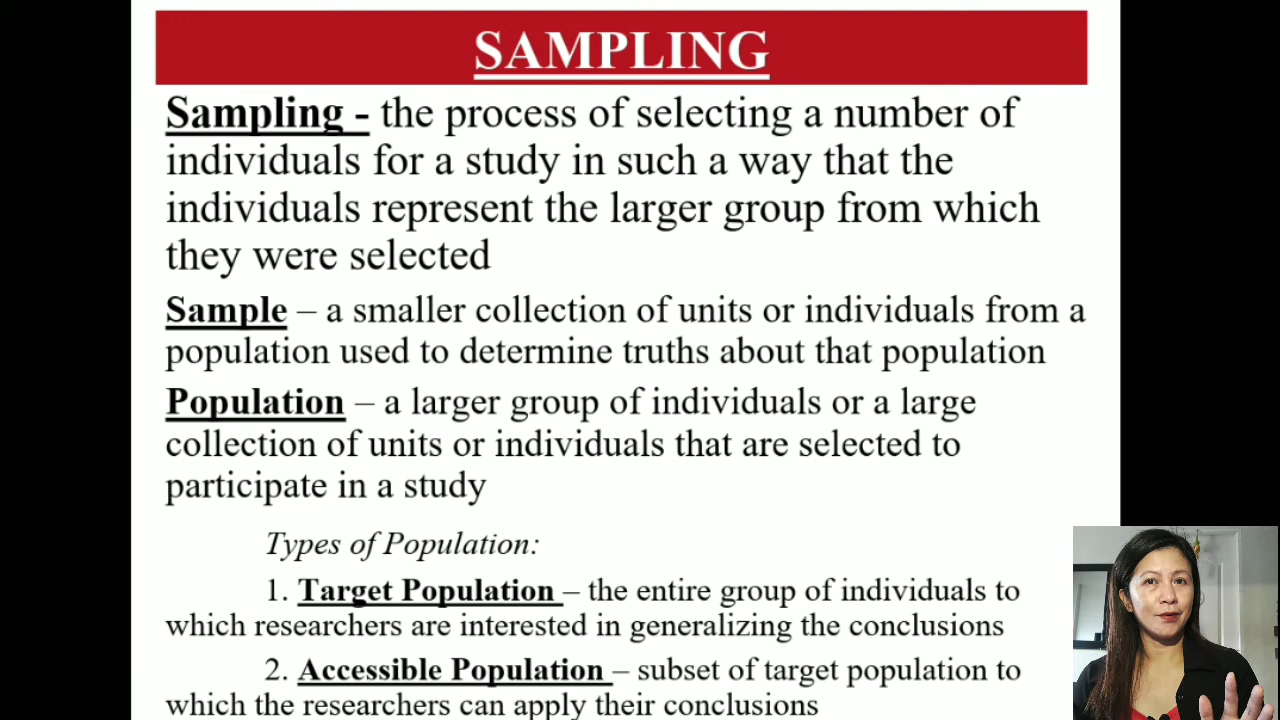 SAMPLING
Sampling - the process of selecting a number of
individuals for a study in such a way that the
individuals represent the larger group from which
they were selected
Sample – a smaller collection of units or individuals from a
population used to determine truths about that population
Population – a larger group of individuals or a large
collection of units or individuals that are selected to
participate in a study
Types of Population:
1. Target Population – the entire group of individuals to
which researchers are interested in generalizing the conclusions
2. Accessible Population – subset of target population to
which the researchers can apply their conclusions